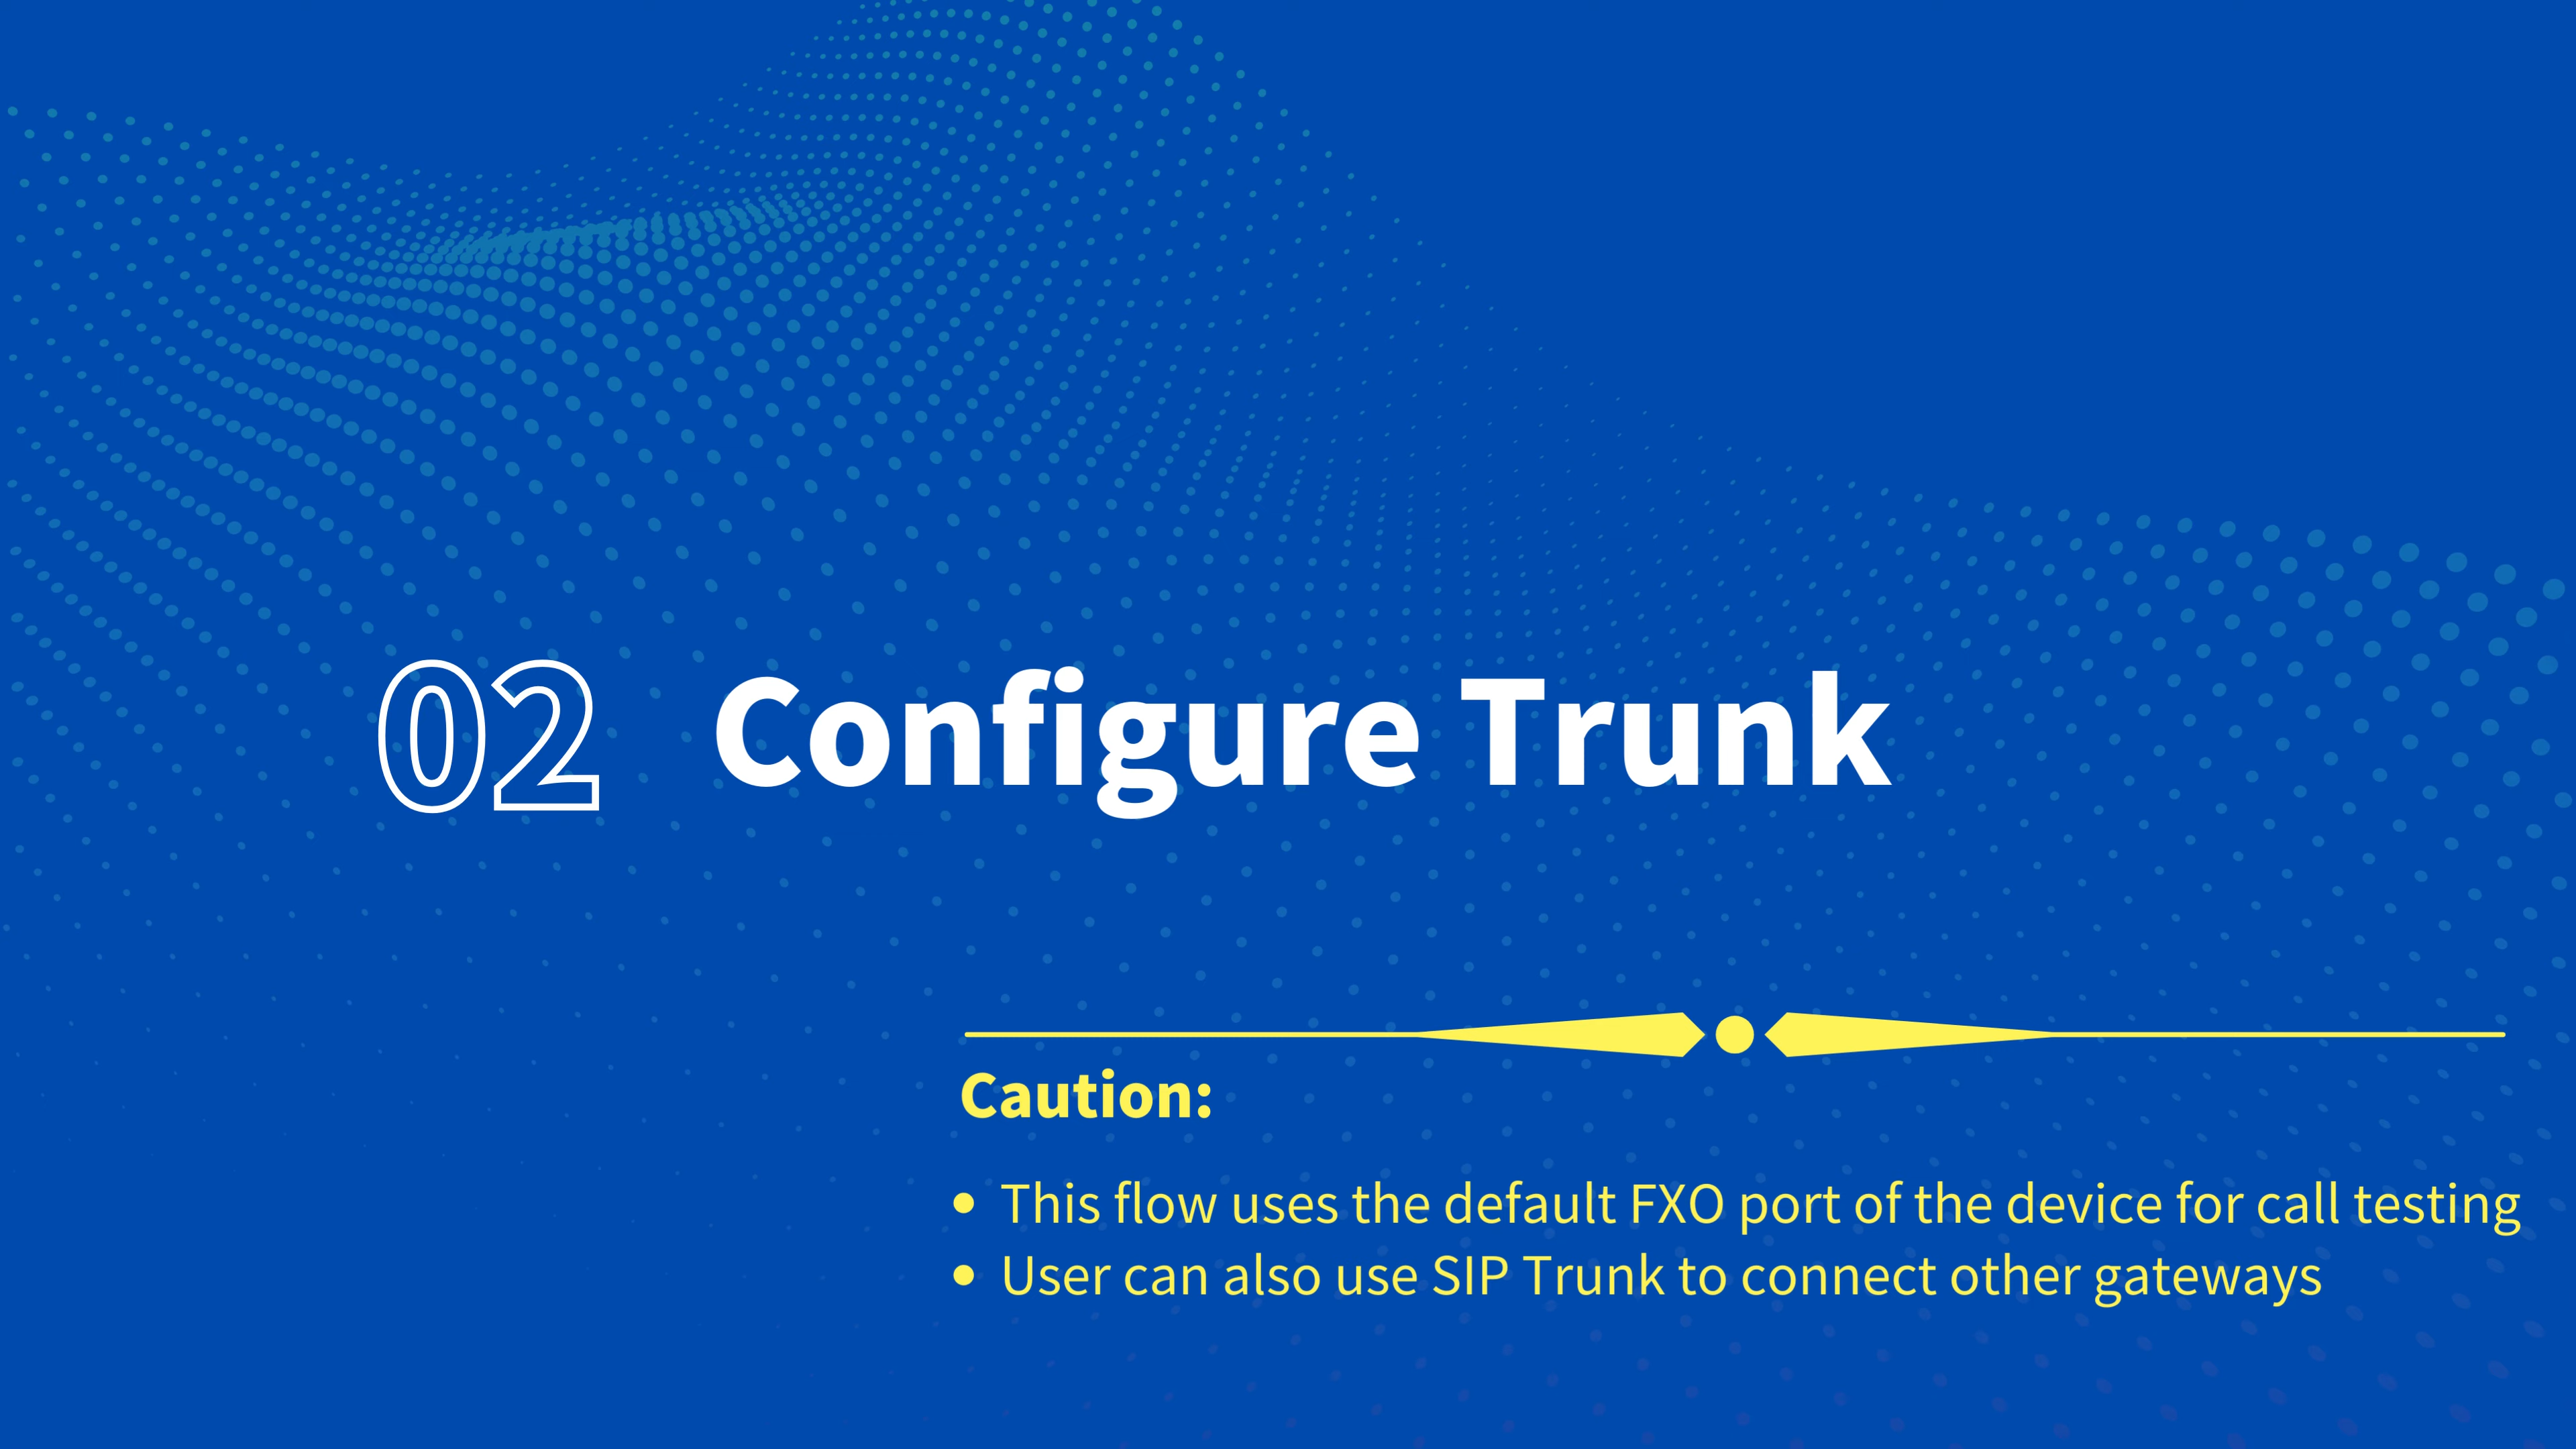 02 Configure Trunk
Caution:
• This flow uses the default FXO port of the device for call testing
• User can also use SIP Trunk to connect other gateways